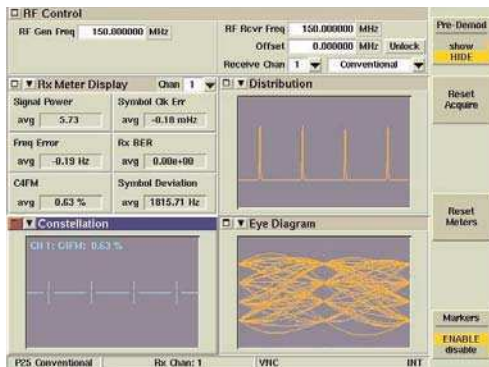 RF Control
RF Gen Freq 150.000000 MHz
RF Rcvr Freq 150.000000 MHz
Offset 0.000000 MHz Unlock
Receive Chan 1 Conventional
Rx Meter Display Chan 1
Signal Power Symbol Clk Err
avg 5.73 avg -0.18 mHz
Freq Error Rx BER
avg -0.19 Hz avg 0.00e+00
C4FM Symbol Deviation
avg 0.63 % avg 1815.71 Hz
Distribution
Constellation
CH 1: C4FM: 0.63 %
Eye Diagram
Pre-Demod
show
HIDE
Reset
Acquire
Reset
Meters
Markers
ENABLE
disable
P25 Conventional Rx Chan: 1 VNC INT